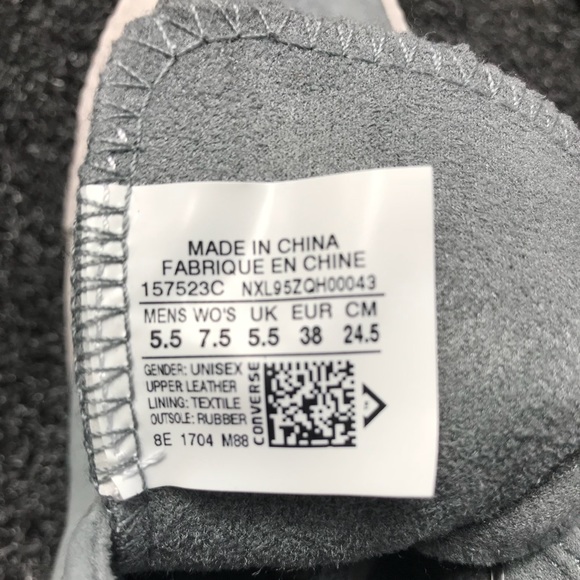 MADE IN CHINA
FABRIQUE EN CHINE
157523C NXL95ZQH00043
MENS WO'S UK EUR CM
5.5 7.5 5.5 38 24.5
GENDER: UNISEX
UPPER: LEATHER
LINING: TEXTILE
OUTSOLE: RUBBER
8E 1704 M88
CONVERSE